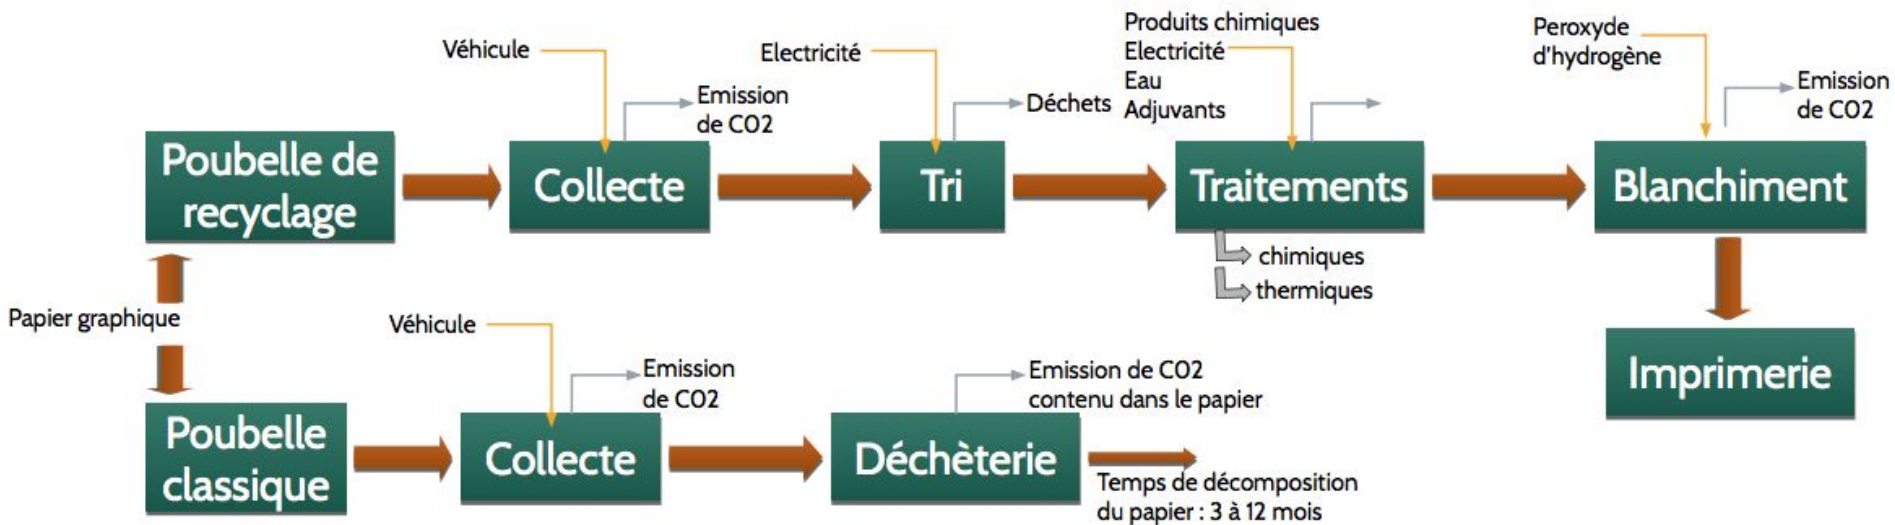 Véhicule
Emission
de CO2
Electricité
Déchets
Produits chimiques
Electricité
Eau
Adjuvants
Peroxyde
d'hydrogène
Emission
de CO2
Poubelle de
recyclage
Collecte
Tri
Traitements
chimiques
thermiques
Blanchiment
Imprimerie
Papier graphique
Véhicule
Emission
de CO2
Emission de CO2
contenu dans le papier
Poubelle
classique
Collecte
Déchèterie
Temps de décomposition
du papier : 3 à 12 mois